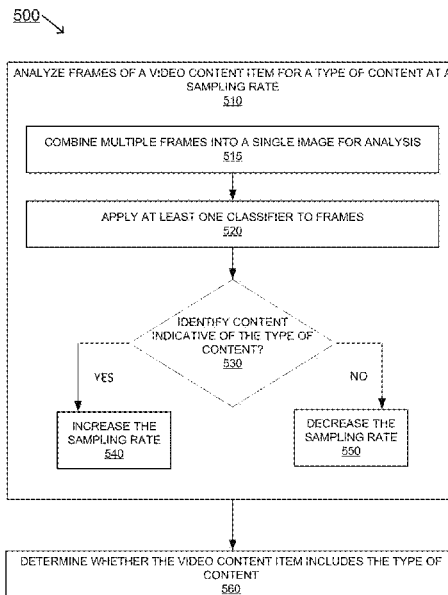 500
ANALYZE FRAMES OF A VIDEO CONTENT ITEM FOR A TYPE OF CONTENT AT A
SAMPLING RATE
510
COMBINE MULTIPLE FRAMES INTO A SINGLE IMAGE FOR ANALYSIS
515
APPLY AT LEAST ONE CLASSIFIER TO FRAMES
520
IDENTIFY CONTENT
INDICATIVE OF THE TYPE OF
CONTENT?
530
YES
NO
INCREASE THE
SAMPLING RATE
540
DECREASE THE
SAMPLING RATE
550
DETERMINE WHETHER THE VIDEO CONTENT ITEM INCLUDES THE TYPE OF
CONTENT
560